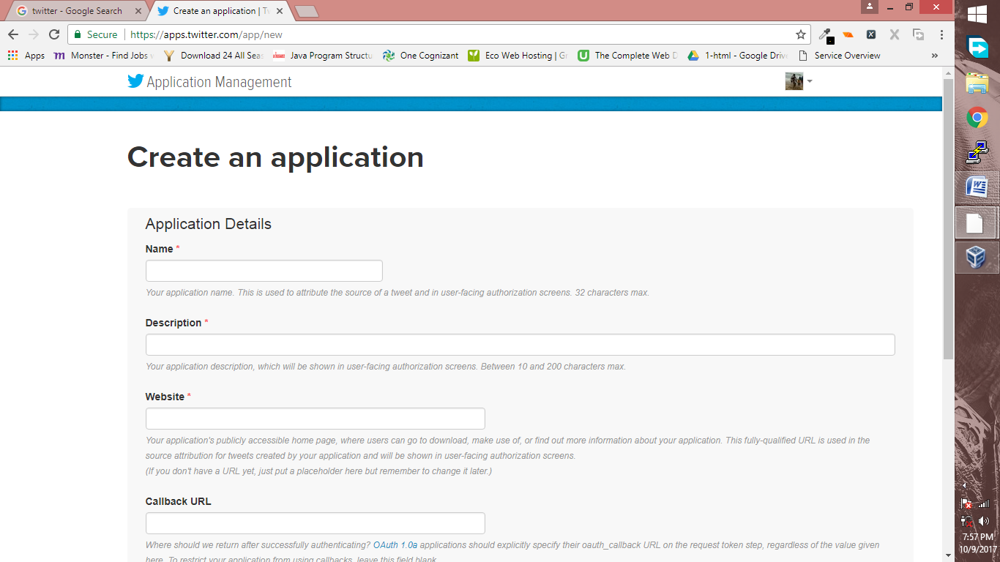 twitter - Google Search
Create an application | Tw
Secure
https://apps.twitter.com/app/new
Apps
Monster - Find Jobs
Download 24 All Seas
Java Program Structu
One Cognizant
Eco Web Hosting | Gr
The Complete Web D
1-html - Google Drive
Service Overview
»
Application Management
Create an application
Application Details
Name *
Your application name. This is used to attribute the source of a tweet and in user-facing authorization screens. 32 characters max.
Description *
Your application description, which will be shown in user-facing authorization screens. Between 10 and 200 characters max.
Website *
Your application's publicly accessible home page, where users can go to download, make use of, or find out more information about your application. This fully-qualified URL is used in the
source attribution for tweets created by your application and will be shown in user-facing authorization screens.
(If you don't have a URL yet, just put a placeholder here but remember to change it later.)
Callback URL
Where should we return after successfully authenticating? OAuth 1.0a applications should explicitly specify their oauth_callback URL on the request token step, regardless of the value given
here. To restrict your application from using callbacks, leave this field blank.
7:57 PM
10/9/2017